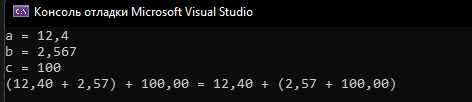 Консоль отладки Microsoft Visual Studio
a = 12,4
b = 2,567
c = 100
(12,40 + 2,57) + 100,00 = 12,40 + (2,57 + 100,00)